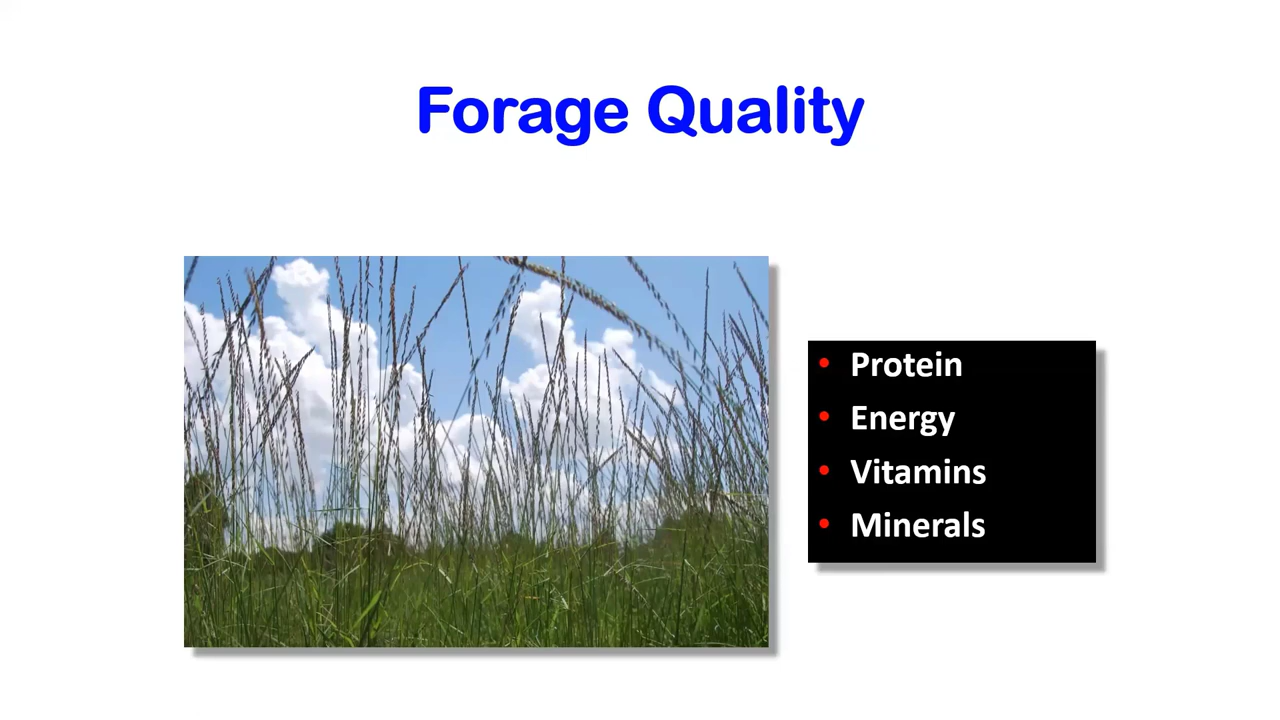 Forage Quality
• Protein
• Energy
• Vitamins
• Minerals